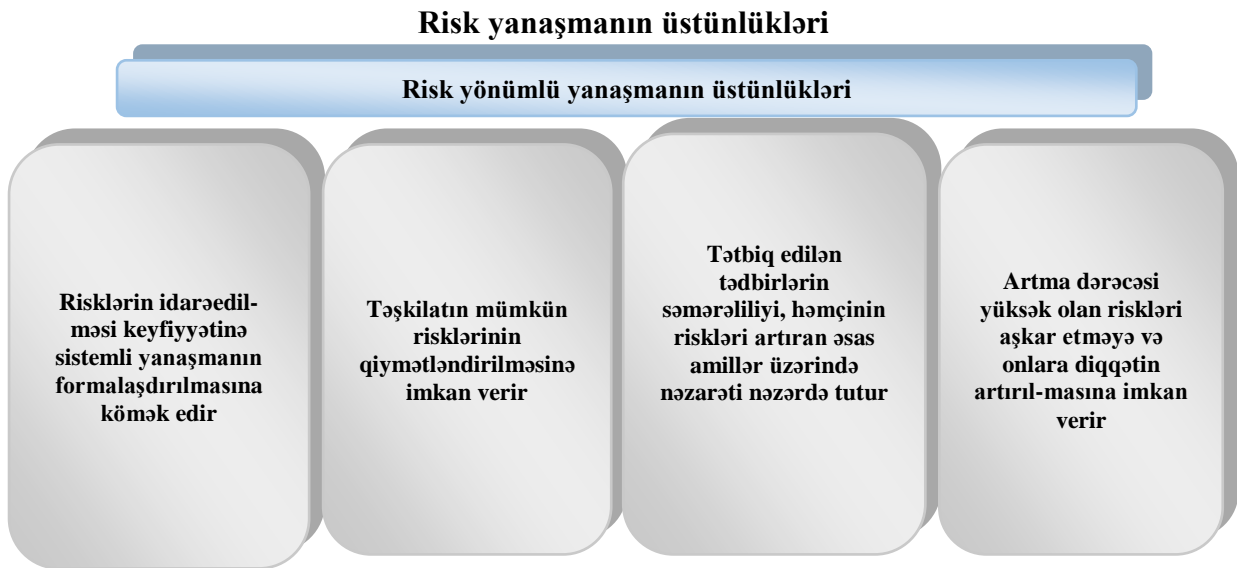 Risk yanaşmanın üstünlükləri
Risk yönümlü yanaşmanın üstünlükləri
Risklərin idarəedil-
məsi keyfiyyətinə
sistemli yanaşmanın
formalaşdırılmasına
kömək edir
Təşkilatın mümkün
risklərinin
qiymətləndirilməsinə
imkan verir
Tətbiq edilən
tədbirlərin
səmərəliliyi, həmçinin
riskləri artıran əsas
amillər üzərində
nəzarəti nəzərdə tutur
Artma dərəcəsi
yüksək olan riskləri
aşkar etməyə və
onlara diqqətin
artırıl-masına imkan
verir